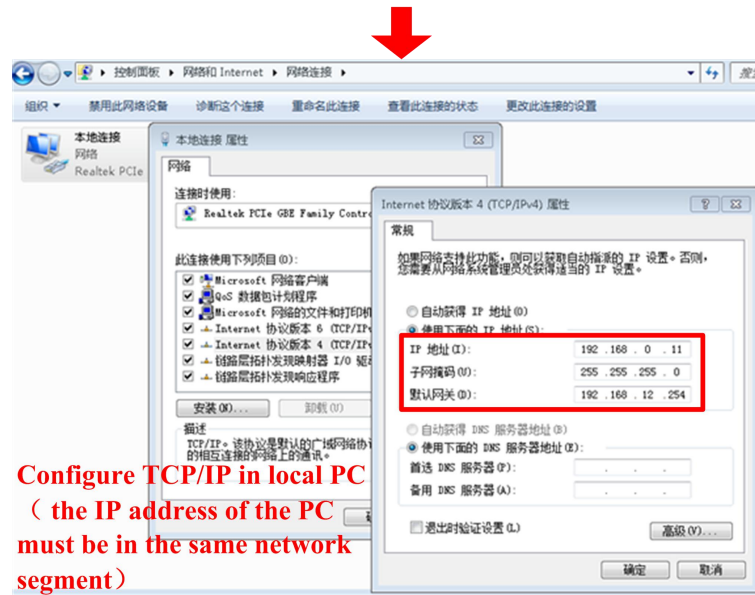 控制面板 网络和 Internet 网络连接
组织 禁用此网络设备 诊断这个连接 重命名此连接 查看此连接的状态 更改此连接的设置
本地连接
网络
Realtek PCIe
本地连接 属性
网络
连接时使用:
Realtek PCIe GBE Family Contro
此连接使用下列项目(O):
Microsoft 网络客户端
QoS 数据包计划程序
Microsoft 网络的文件和打印机
Internet 协议版本 6 (TCP/IPv
Internet 协议版本 4 (TCP/IPv
链路层拓扑发现映射器 I/O 驱动
链路层拓扑发现响应程序
安装(N)... 卸载(U)
描述
TCP/IP。该协议是默认的广域网络协议
的相互连接的网络上的通讯。
Internet 协议版本 4 (TCP/IPv4) 属性
常规
如果网络支持此功能，则可以获取自动指派的 IP 设置。否则，
您需要从网络系统管理员处获得适当的 IP 设置。
自动获得 IP 地址(O)
使用下面的 IP 地址(S):
IP 地址(I): 192 .168 . 0 . 11
子网掩码(U): 255 .255 .255 . 0
默认网关(D): 192 .168 . 12 .254
自动获得 DNS 服务器地址(B)
使用下面的 DNS 服务器地址(E):
首选 DNS 服务器(P):
备用 DNS 服务器(A):
退出时验证设置(L)
高级(V)...
确定 取消
Configure TCP/IP in local PC
（ the IP address of the PC
must be in the same network
segment）